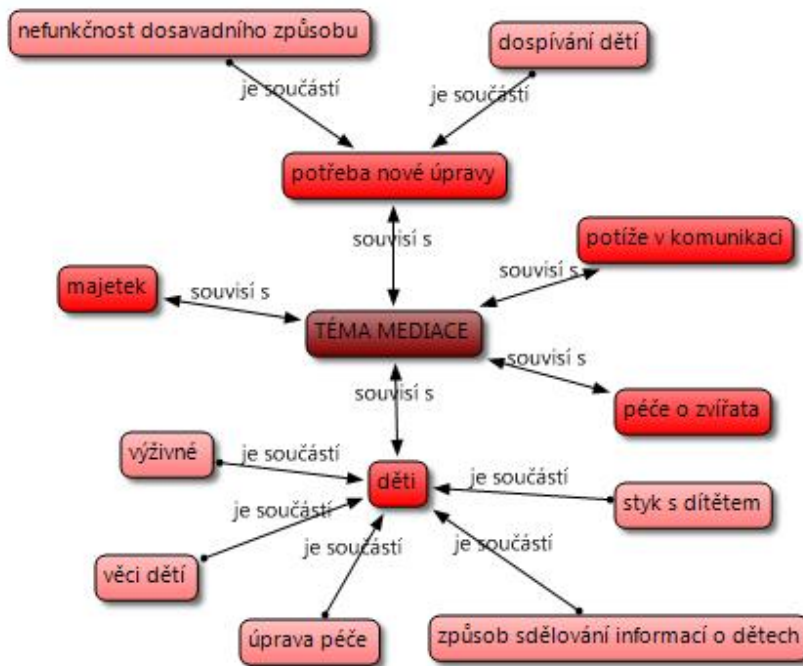 nefunkčnost dosavadního způsobu
dospívání dětí
je součástí
je součástí
potřeba nové úpravy
souvisí s
potíže v komunikaci
souvisí s
majetek
souvisí s
TÉMA MEDIACE
souvisí s
souvisí s
péče o zvířata
výživné
je součástí
děti
je součástí
styk s dítětem
je součástí
věci dětí
je součástí
je součástí
úprava péče
způsob sdělování informací o dětech